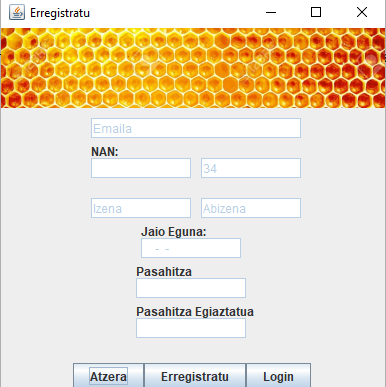 Erregistratu
Emaila
NAN:
34
Izena Abizena
Jaio Eguna:
- -
Pasahitza
Pasahitza Egiaztatua
Atzera Erregistratu Login